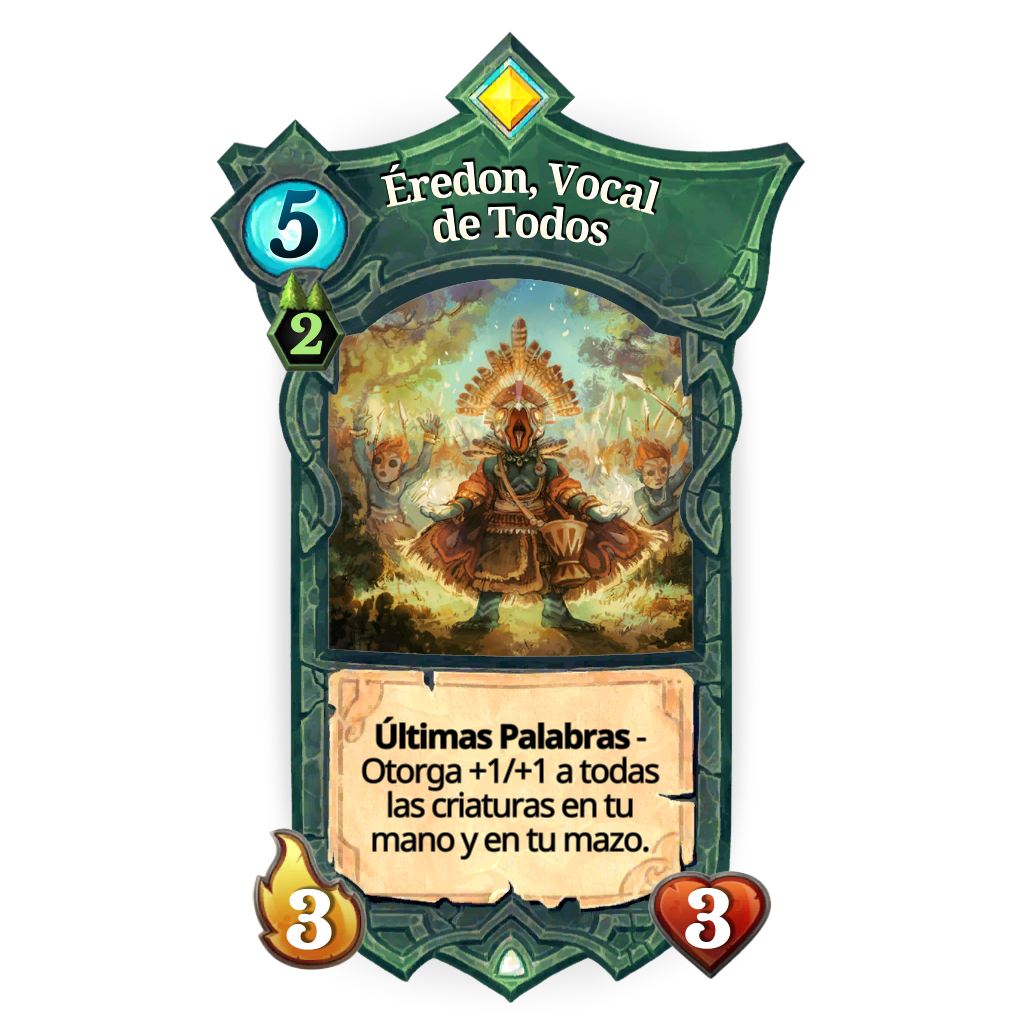 Éredon, Vocal
de Todos
5
2
Últimas Palabras -
Otorga +1/+1 a todas
las criaturas en tu
mano y en tu mazo.
3
3